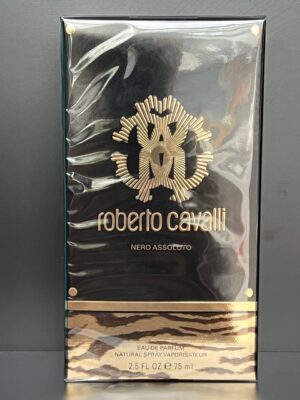 roberto cavalli
NERO ASSOLUTO
EAU DE PARFUM
NATURAL SPRAY VAPORISATEUR
2.5 FL OZ ℮ 75 ml